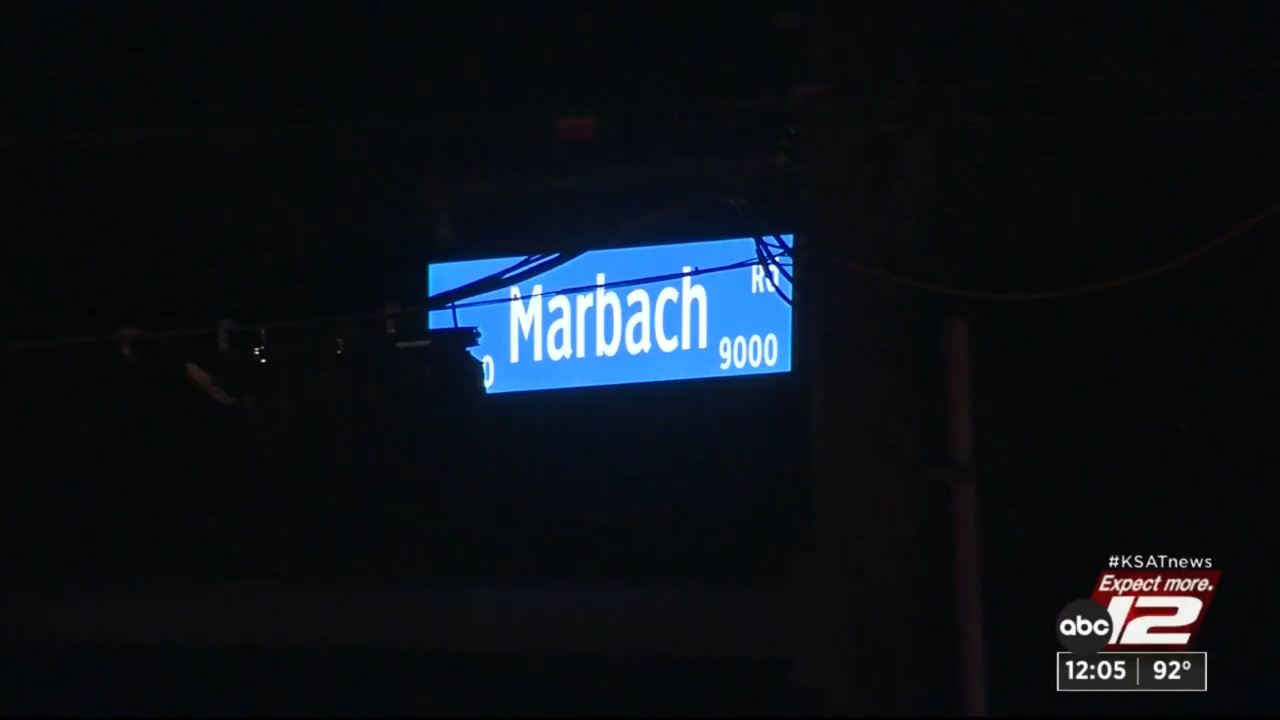 Rd
Marbach
9000
#KSATnews
Expect more.
abc 12
12:05 | 92°